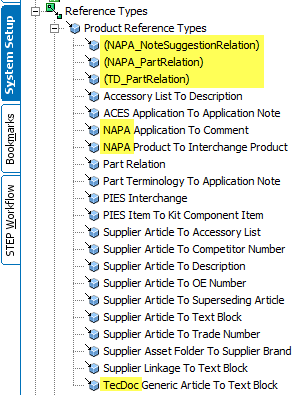 System Setup
Bookmarks
STEP Workflow
Reference Types
Product Reference Types
(NAPA_NoteSuggestionRelation)
(NAPA_PartRelation)
(TD_PartRelation)
Accessory List To Description
ACES Application To Application Note
NAPA Application To Comment
NAPA Product To Interchange Product
Part Relation
Part Terminology To Application Note
PIES Interchange
PIES Item To Kit Component Item
Supplier Article To Accessory List
Supplier Article To Competitor Number
Supplier Article To Description
Supplier Article To OE Number
Supplier Article To Superseding Article
Supplier Article To Text Block
Supplier Article To Trade Number
Supplier Asset Folder To Supplier Brand
Supplier Linkage To Text Block
TecDoc Generic Article To Text Block